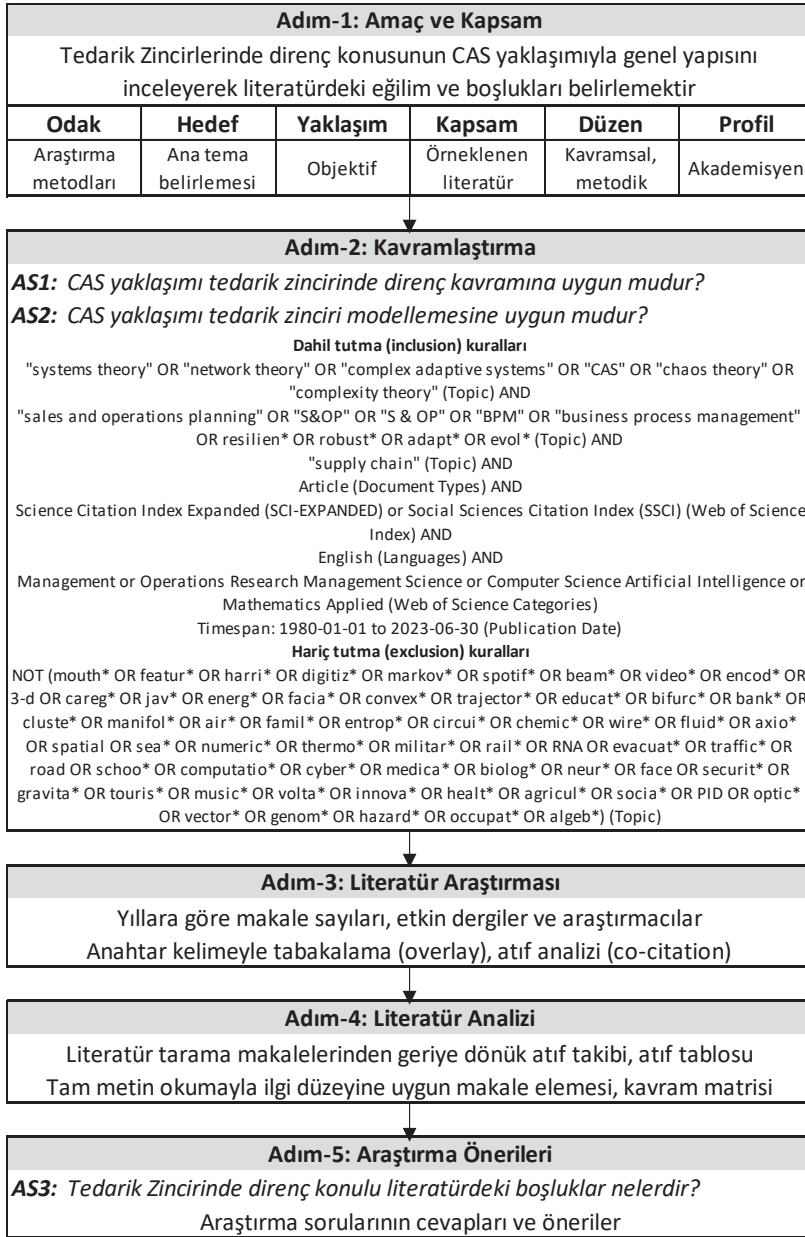 Adım-1: Amaç ve Kapsam
Tedarik Zincirlerinde direnç konusunun CAS yaklaşımıyla genel yapısını
inceleyerek literatürdeki eğilim ve boşlukları belirlemektir
Odak Hedef Yaklaşım Kapsam Düzen Profil
Araştırma metodları Ana tema belirlemesi Objektif Örneklenen literatür Kavramsal, metodik Akademisyen
Adım-2: Kavramlaştırma
AS1: CAS yaklaşımı tedarik zincirinde direnç kavramına uygun mudur?
AS2: CAS yaklaşımı tedarik zinciri modellemesine uygun mudur?
Dahil tutma (inclusion) kuralları
"systems theory" OR "network theory" OR "complex adaptive systems" OR "CAS" OR "chaos theory" OR
"complexity theory" (Topic) AND
"sales and operations planning" OR "S&OP" OR "S & OP" OR "BPM" OR "business process management"
OR resilien* OR robust* OR adapt* OR evol* (Topic) AND
"supply chain" (Topic) AND
Article (Document Types) AND
Science Citation Index Expanded (SCI-EXPANDED) or Social Sciences Citation Index (SSCI) (Web of Science
Index) AND
English (Languages) AND
Management or Operations Research Management Science or Computer Science Artificial Intelligence or
Mathematics Applied (Web of Science Categories)
Timespan: 1980-01-01 to 2023-06-30 (Publication Date)
Hariç tutma (exclusion) kuralları
NOT (mouth* OR featur* OR harri* OR digitiz* OR markov* OR spotif* OR beam* OR video* OR encod* OR
3-d OR careg* OR jav* OR energ* OR facia* OR convex* OR trajector* OR educat* OR bifurc* OR bank* OR
cluste* OR manifol* OR air* OR famil* OR entrop* OR circui* OR chemic* OR wire* OR fluid* OR axio*
OR spatial OR sea* OR numeric* OR thermo* OR militar* OR rail* OR RNA OR evacuat* OR traffic* OR
road OR schoo* OR computatio* OR cyber* OR medica* OR biolog* OR neur* OR face OR securit* OR
gravita* OR touris* OR music* OR volta* OR innova* OR healt* OR agricul* OR socia* OR PID OR optic*
OR vector* OR genom* OR hazard* OR occupat* OR algeb*) (Topic)
Adım-3: Literatür Araştırması
Yıllara göre makale sayıları, etkin dergiler ve araştırmacılar
Anahtar kelimeyle tabakalama (overlay), atıf analizi (co-citation)
Adım-4: Literatür Analizi
Literatür tarama makalelerinden geriye dönük atıf takibi, atıf tablosu
Tam metin okumayla ilgi düzeyine uygun makale elemesi, kavram matrisi
Adım-5: Araştırma Önerileri
AS3: Tedarik Zincirinde direnç konulu literatürdeki boşluklar nelerdir?
Araştırma sorularının cevapları ve öneriler